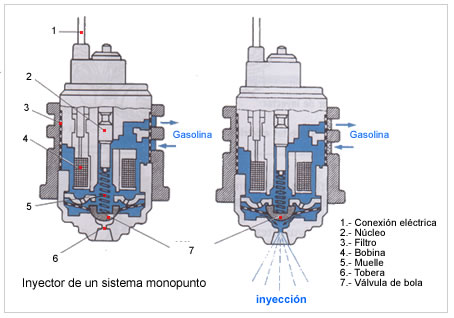 1
2
3
4
5
6
7
Gasolina
Gasolina
1.- Conexión eléctrica
2.- Núcleo
3.- Filtro
4.- Bobina
5.- Muelle
6.- Tobera
7.- Válvula de bola
Inyector de un sistema monopunto
inyección